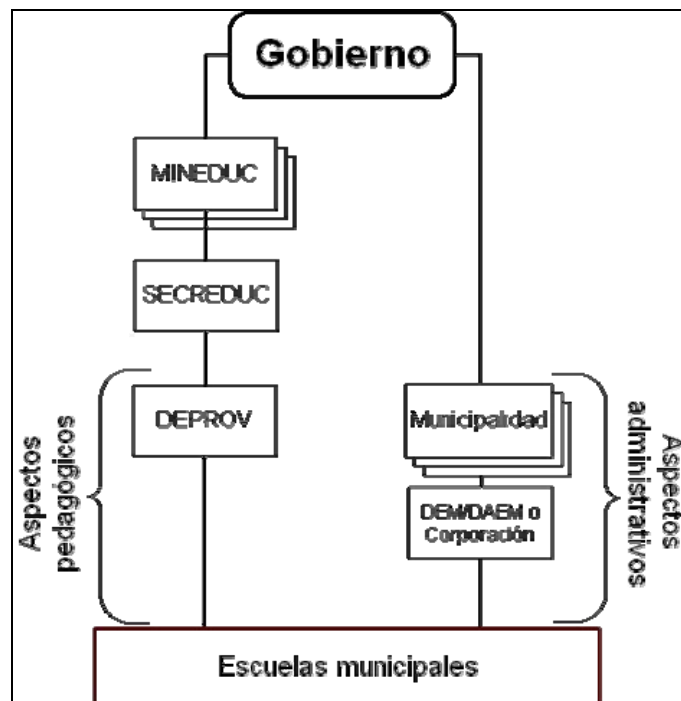 Gobierno
MINEDUC
SECREDUC
DEPROV
Municipalidad
DEM/DAEM o
Corporación
Aspectos
pedagógicos
Aspectos
administrativos
Escuelas municipales